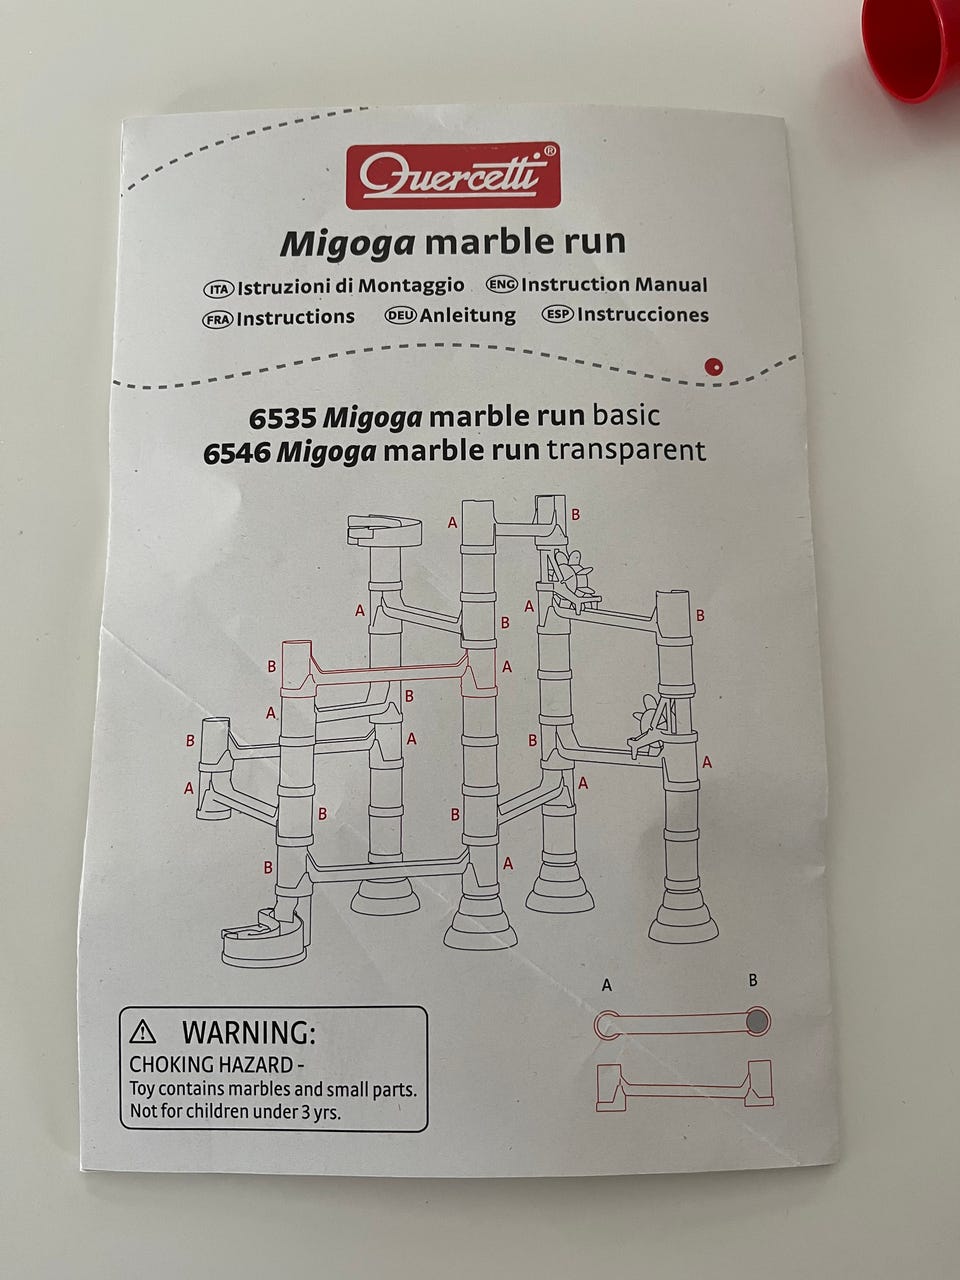 Quercetti®
Migoga marble run
ITA Istruzioni di Montaggio ENG Instruction Manual
FRA Instructions DEU Anleitung ESP Instrucciones
6535 Migoga marble run basic
6546 Migoga marble run transparent
A B
A B A B
B A
A B
B A B A
A A
B B
B A
A B
WARNING:
CHOKING HAZARD -
Toy contains marbles and small parts.
Not for children under 3 yrs.